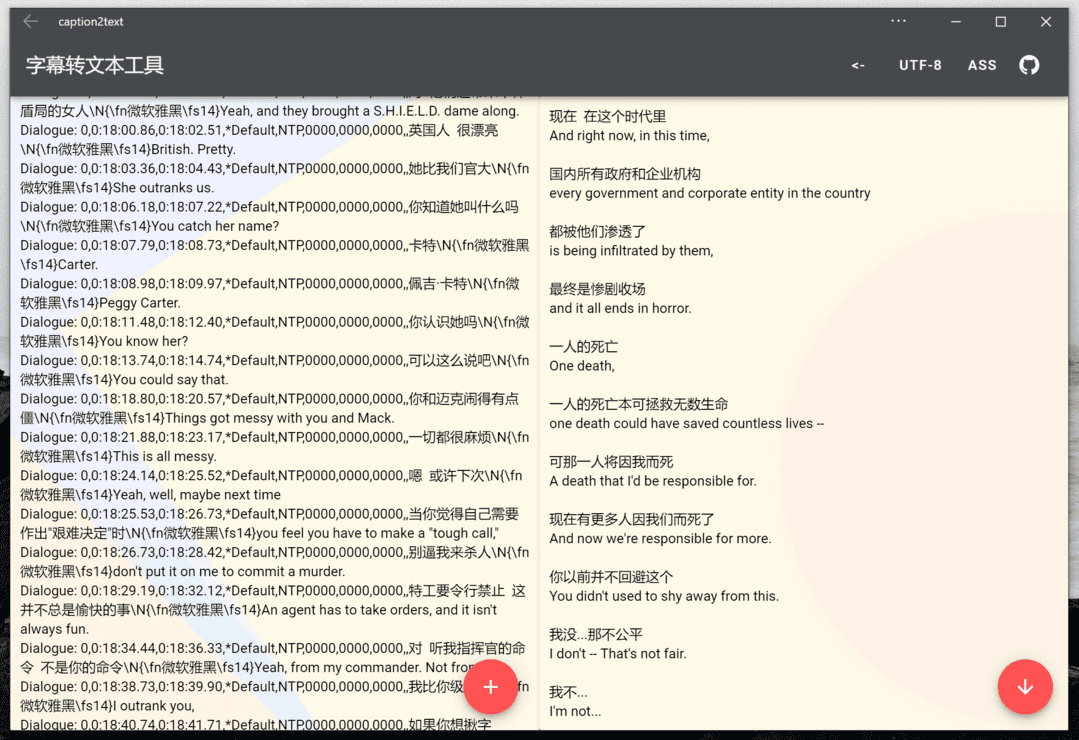 caption2text
字幕转文本工具
<-
UTF-8
ASS
盾局的女人\N{\fn微软雅黑\fs14}Yeah, and they brought a S.H.I.E.L.D. dame along.
Dialogue: 0,0:18:00.86,0:18:02.51,*Default,NTP,0000,0000,0000,,英国人  很漂亮
\N{\fn微软雅黑\fs14}British. Pretty.
Dialogue: 0,0:18:03.36,0:18:04.43,*Default,NTP,0000,0000,0000,,她比我们官大\N{\fn
微软雅黑\fs14}She outranks us.
Dialogue: 0,0:18:06.18,0:18:07.22,*Default,NTP,0000,0000,0000,,你知道她叫什么吗
\N{\fn微软雅黑\fs14}You catch her name?
Dialogue: 0,0:18:07.79,0:18:08.73,*Default,NTP,0000,0000,0000,,卡特\N{\fn微软雅黑
\fs14}Carter.
Dialogue: 0,0:18:08.98,0:18:09.97,*Default,NTP,0000,0000,0000,,佩吉·卡特\N{\fn微
软雅黑\fs14}Peggy Carter.
Dialogue: 0,0:18:11.48,0:18:12.40,*Default,NTP,0000,0000,0000,,你认识她吗\N{\fn微
软雅黑\fs14}You know her?
Dialogue: 0,0:18:13.74,0:18:14.74,*Default,NTP,0000,0000,0000,,可以这么说吧\N{\fn
微软雅黑\fs14}You could say that.
Dialogue: 0,0:18:18.80,0:18:20.57,*Default,NTP,0000,0000,0000,,你和迈克闹得有点
僵\N{\fn微软雅黑\fs14}Things got messy with you and Mack.
Dialogue: 0,0:18:21.88,0:18:23.17,*Default,NTP,0000,0000,0000,,一切都很麻烦\N{\fn
微软雅黑\fs14}This is all messy.
Dialogue: 0,0:18:24.14,0:18:25.52,*Default,NTP,0000,0000,0000,,嗯  或许下次\N{\fn
微软雅黑\fs14}Yeah, well, maybe next time
Dialogue: 0,0:18:25.53,0:18:26.73,*Default,NTP,0000,0000,0000,,当你觉得自己需要
作出"艰难决定"时\N{\fn微软雅黑\fs14}you feel you have to make a "tough call,"
Dialogue: 0,0:18:26.73,0:18:28.42,*Default,NTP,0000,0000,0000,,别逼我来杀人\N{\fn
微软雅黑\fs14}don't put it on me to commit a murder.
Dialogue: 0,0:18:29.19,0:18:32.12,*Default,NTP,0000,0000,0000,,特工要令行禁止  这
并不总是愉快的事\N{\fn微软雅黑\fs14}An agent has to take orders, and it isn't
always fun.
Dialogue: 0,0:18:34.44,0:18:36.33,*Default,NTP,0000,0000,0000,,对  听我指挥官的命
令  不是你的命令\N{\fn微软雅黑\fs14}Yeah, from my commander. Not
Dialogue: 0,0:18:38.73,0:18:39.90,*Default,NTP,0000,0000,0000,,我比你级
微软雅黑\fs14}I outrank you,
Dialogue: 0,0:18:40.74,0:18:41.71,*Default,NTP,0000,0000,0000,,如果你想揪字
现在  在这个时代里
And right now, in this time,
国内所有政府和企业机构
every government and corporate entity in the country
都被他们渗透了
is being infiltrated by them,
最终是惨剧收场
and it all ends in horror.
一人的死亡
One death,
一人的死亡本可拯救无数生命
one death could have saved countless lives --
可那一人将因我而死
A death that I'd be responsible for.
现在有更多人因我们而死了
And now we're responsible for more.
你以前并不回避这个
You didn't used to shy away from this.
我没...那不公平
I don't -- That's not fair.
我不...
I'm not...